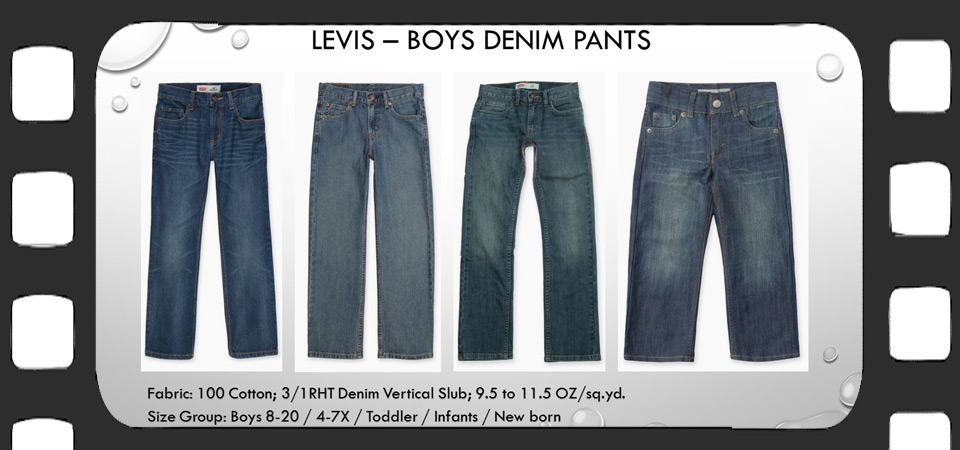 LEVIS – BOYS DENIM PANTS
Fabric: 100 Cotton; 3/1RHT Denim Vertical Slub; 9.5 to 11.5 OZ/sq.yd.
Size Group: Boys 8-20 / 4-7X / Toddler / Infants / New born